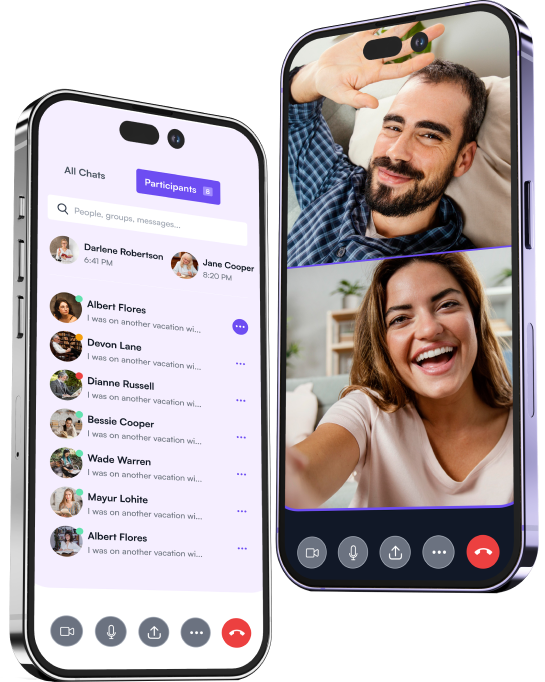 All Chats
Participants 8
People, groups, messages...
Darlene Robertson
6:41 PM
Jane Cooper
8:20 PM
Albert Flores
I was on another vacation wi...
Devon Lane
I was on another vacation wi...
Dianne Russell
I was on another vacation wi...
Bessie Cooper
I was on another vacation wi...
Wade Warren
I was on another vacation wi...
Mayur Lohite
I was on another vacation wi...
Albert Flores
I was on another vacation wi...